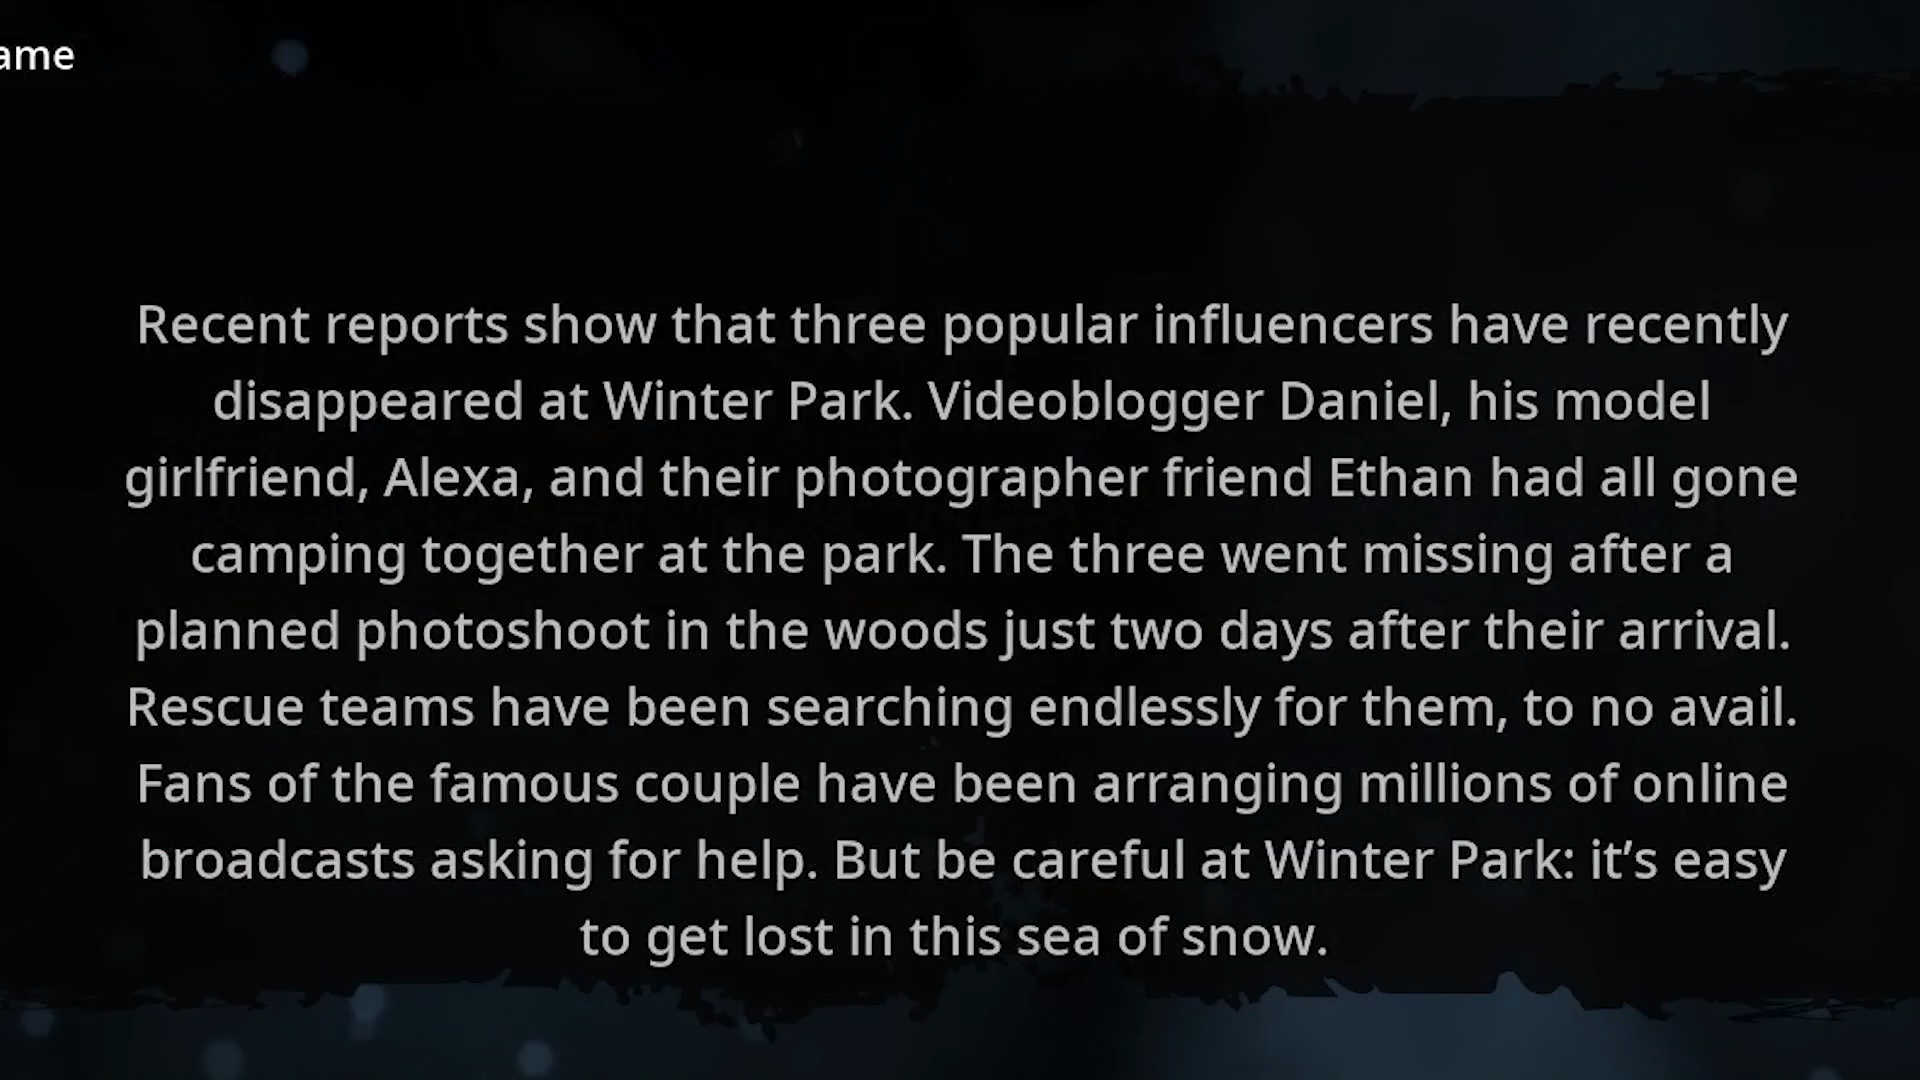 ame
Recent reports show that three popular influencers have recently
disappeared at Winter Park. Videoblogger Daniel, his model
girlfriend, Alexa, and their photographer friend Ethan had all gone
camping together at the park. The three went missing after a
planned photoshoot in the woods just two days after their arrival.
Rescue teams have been searching endlessly for them, to no avail.
Fans of the famous couple have been arranging millions of online
broadcasts asking for help. But be careful at Winter Park: it’s easy
to get lost in this sea of snow.